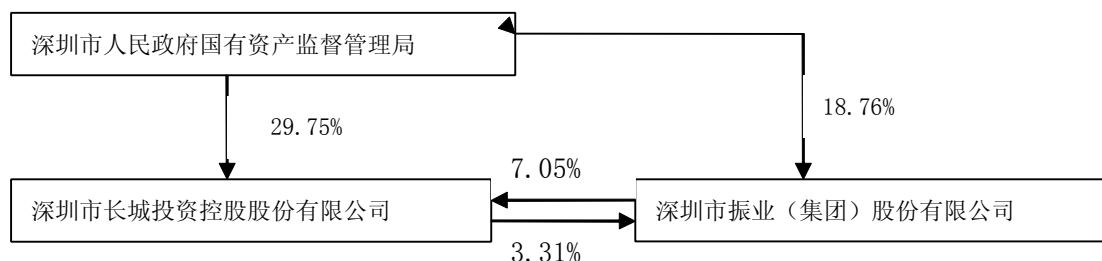 深圳市人民政府国有资产监督管理局
18.76%
29.75%
7.05%
深圳市长城投资控股股份有限公司
深圳市振业（集团）股份有限公司
3.31%